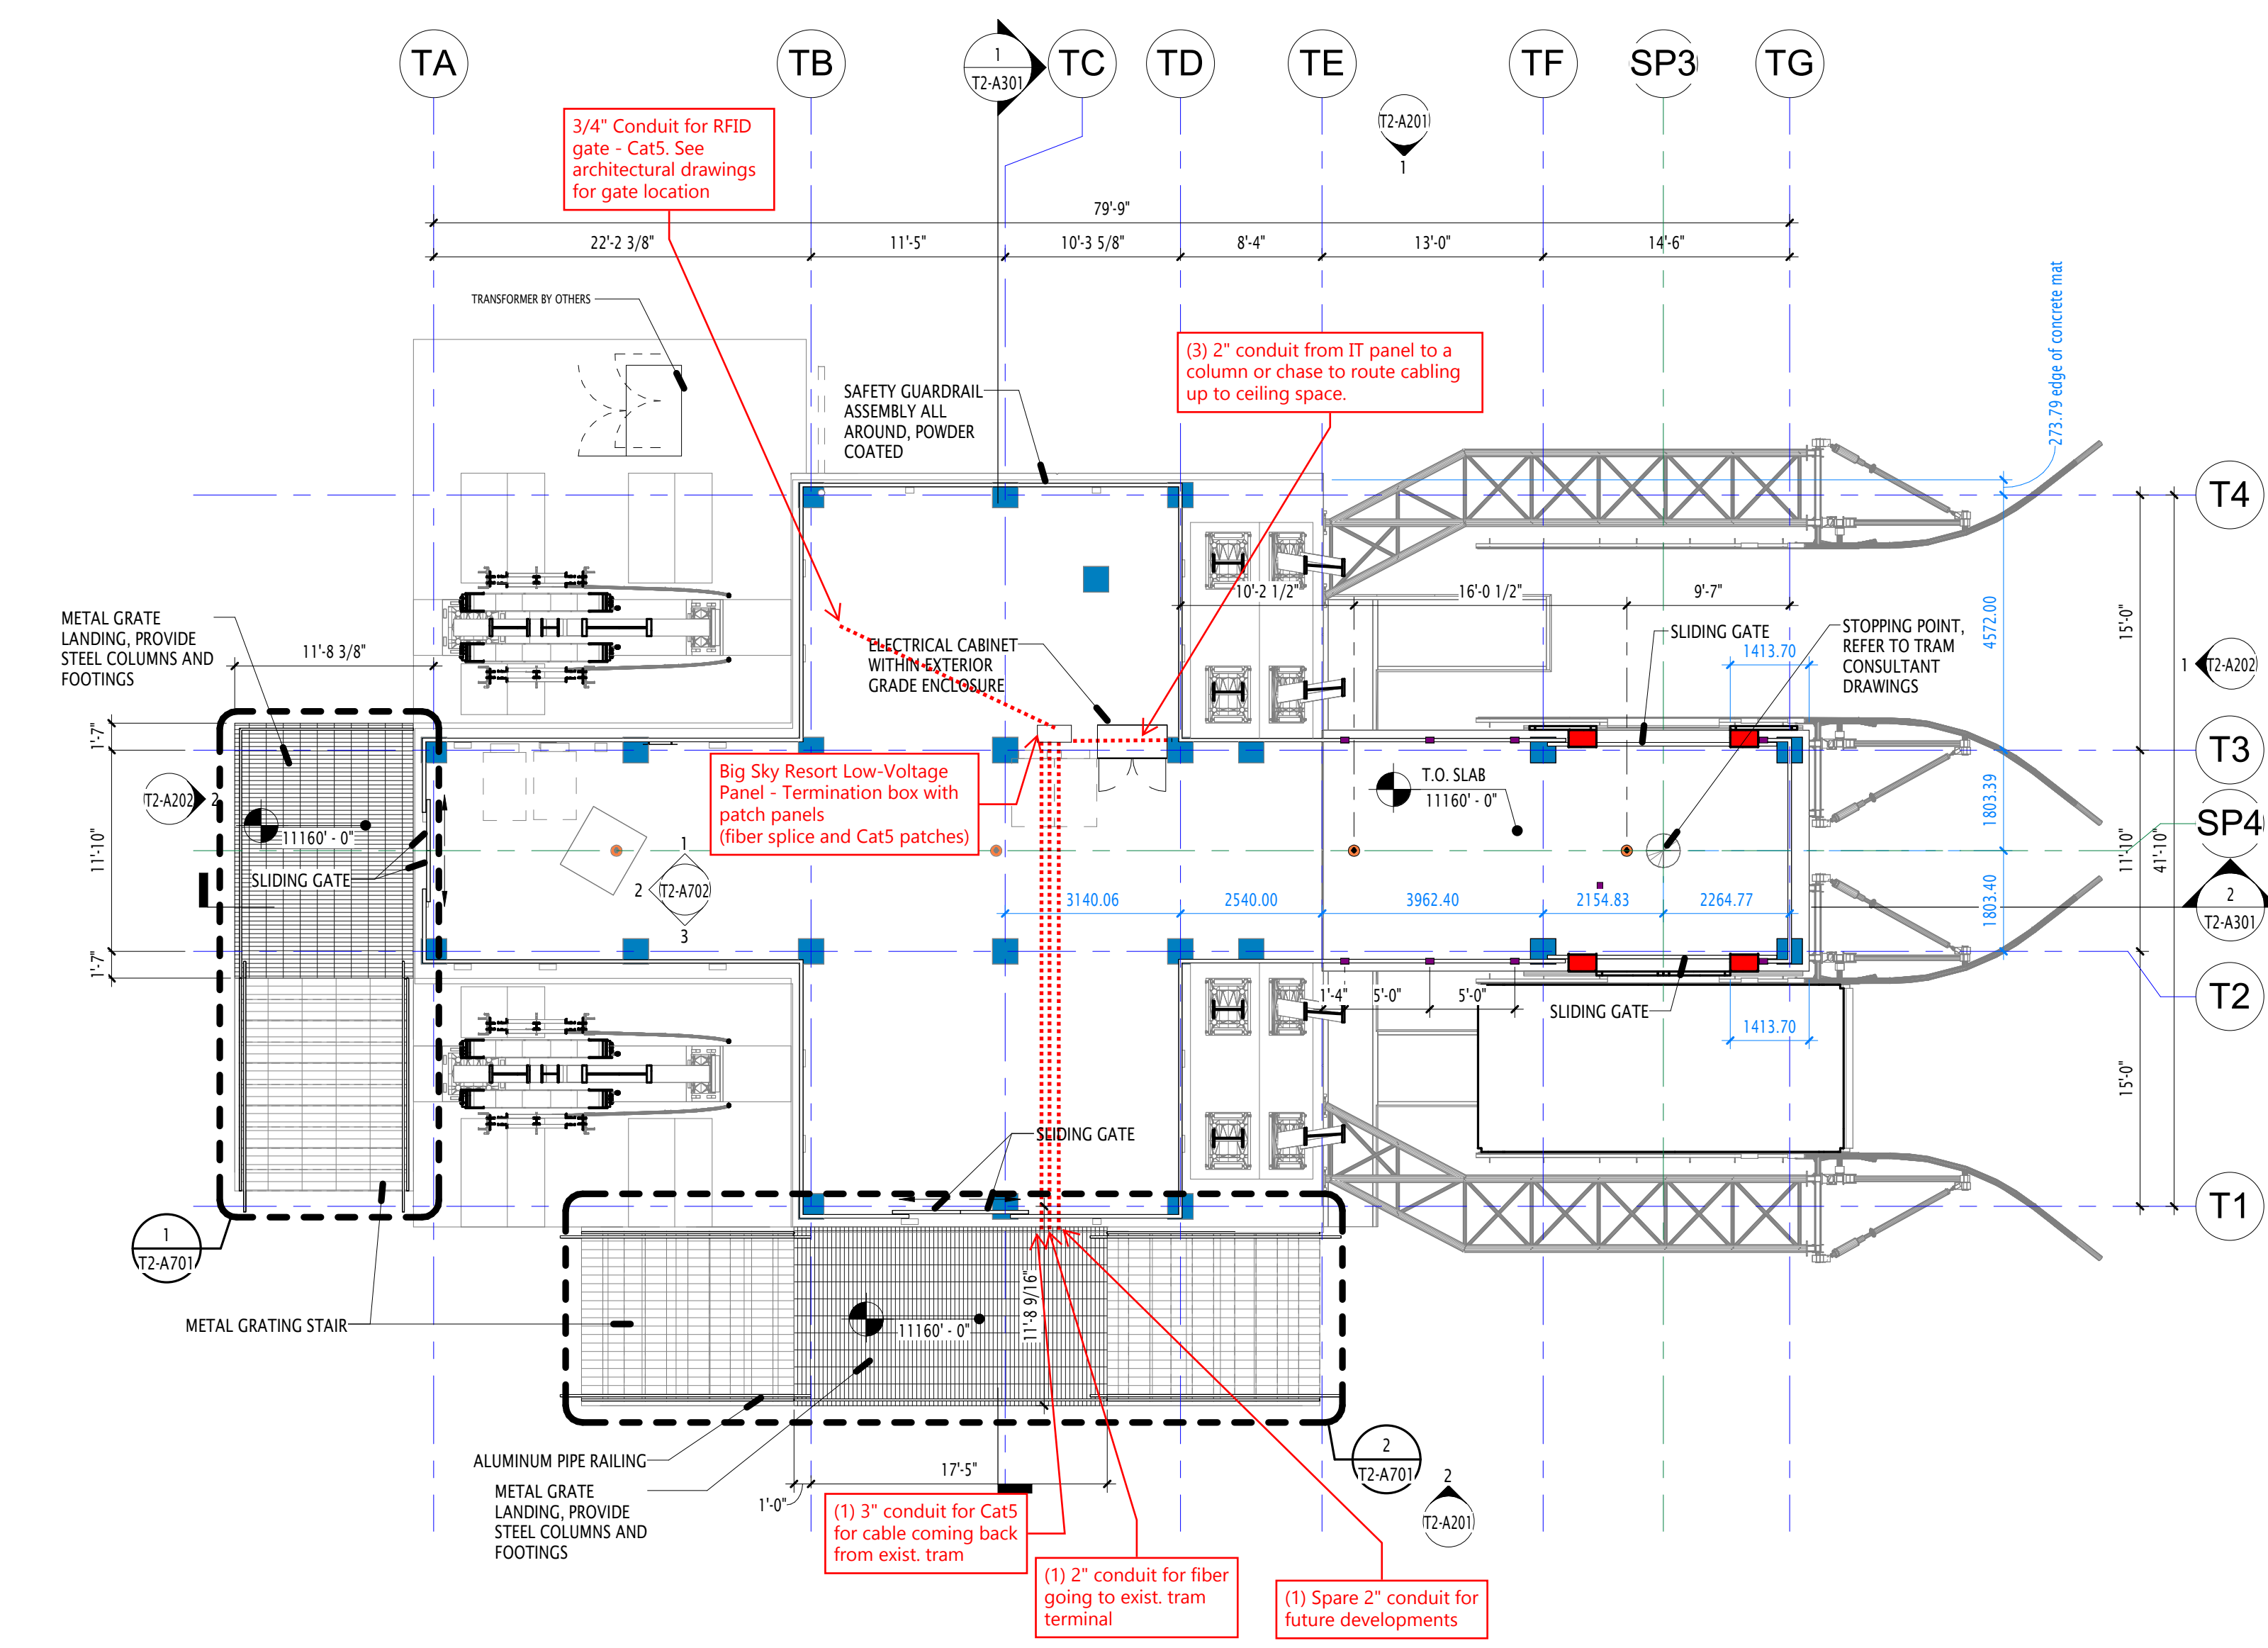 TA
TB
1
T2-A301
TC
TD
TE
TF
SP3
TG
T2-A201
1
3/4" Conduit for RFID
gate - Cat5. See
architectural drawings
for gate location
79'-9"
22'-2 3/8"
11'-5"
10'-3 5/8"
8'-4"
13'-0"
14'-6"
TRANSFORMER BY OTHERS
273.79 edge of concrete mat
(3) 2" conduit from IT panel to a
column or chase to route cabling
up to ceiling space.
SAFETY GUARDRAIL
ASSEMBLY ALL
AROUND, POWDER
COATED
T4
10'-2 1/2"
16'-0 1/2"
9'-7"
4572.00
15'-0"
METAL GRATE
LANDING, PROVIDE
STEEL COLUMNS AND
FOOTINGS
11'-8 3/8"
ELECTRICAL CABINET
WITHIN EXTERIOR
GRADE ENCLOSURE
SLIDING GATE
1413.70
STOPPING POINT,
REFER TO TRAM
CONSULTANT
DRAWINGS
1
T2-A202
1'-7"
T3
T2-A202
2
Big Sky Resort Low-Voltage
Panel - Termination box with
patch panels
(fiber splice and Cat5 patches)
T.O. SLAB
11160' - 0"
1803.39
SP4
11'-10"
11160' - 0"
11'-10"
41'-10"
SLIDING GATE
1
2
T2-A702
3
3140.06
2540.00
3962.40
2154.83
2264.77
1803.40
2
T2-A301
1'-7"
1'-4"
5'-0"
5'-0"
SLIDING GATE
T2
1413.70
15'-0"
SLIDING GATE
T1
1
T2-A701
11'-8 9/16"
METAL GRATING STAIR
11160' - 0"
ALUMINUM PIPE RAILING
17'-5"
2
T2-A701
METAL GRATE
LANDING, PROVIDE
STEEL COLUMNS AND
FOOTINGS
1'-0"
2
T2-A201
(1) 3" conduit for Cat5
for cable coming back
from exist. tram
(1) 2" conduit for fiber
going to exist. tram
terminal
(1) Spare 2" conduit for
future developments